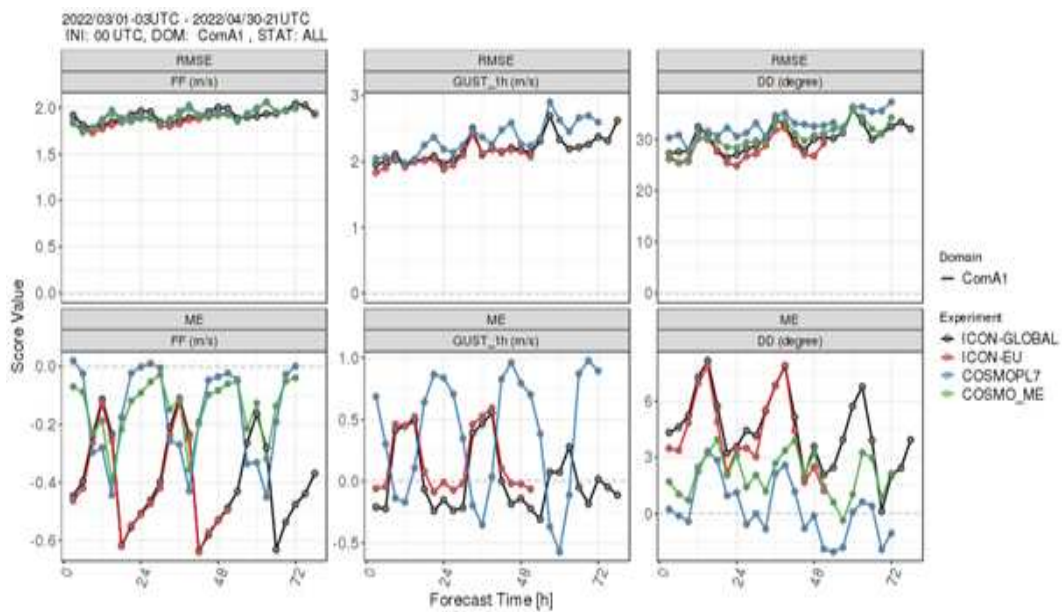 2022/03/01-03UTC - 2022/04/30-21UTC
INI: 00 UTC, DOM: ComA1 , STAT: ALL
RMSE RMSE RMSE
FF (m/s) GUST_1h (m/s) DD (degree)
2.0
1.5
1.0
0.5
0.0
3
2
1
0
30
20
10
0
ME ME ME
FF (m/s) GUST_1h (m/s) DD (degree)
0.0
-0.2
-0.4
-0.6
1.0
0.5
0.0
-0.5
6
3
0
0 24 48 72
0 24 48 72
0 24 48 72
Score Value
Forecast Time [h]
Domain
ComA1
Experiment
ICON-GLOBAL
ICON-EU
COSMOPL7
COSMO_ME